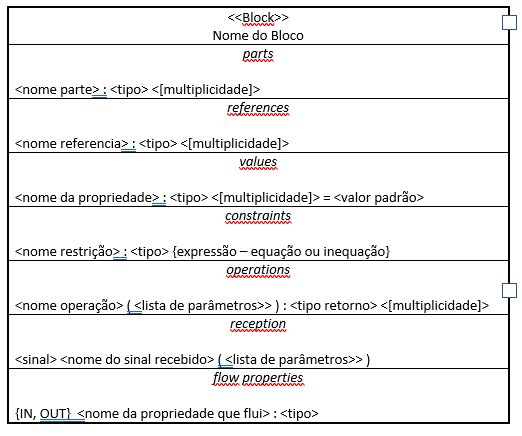 <<Block>>
Nome do Bloco
parts
<nome parte> : <tipo> <[multiplicidade]>
references
<nome referencia> : <tipo> <[multiplicidade]>
values
<nome da propriedade> : <tipo> <[multiplicidade]> = <valor padrão>
constraints
<nome restrição> : <tipo> {expressão – equação ou inequação}
operations
<nome operação> ( <lista de parâmetros>> ) : <tipo retorno> <[multiplicidade]>
reception
<sinal> <nome do sinal recebido> ( <lista de parâmetros>> )
flow properties
{IN, OUT} <nome da propriedade que flui> : <tipo>